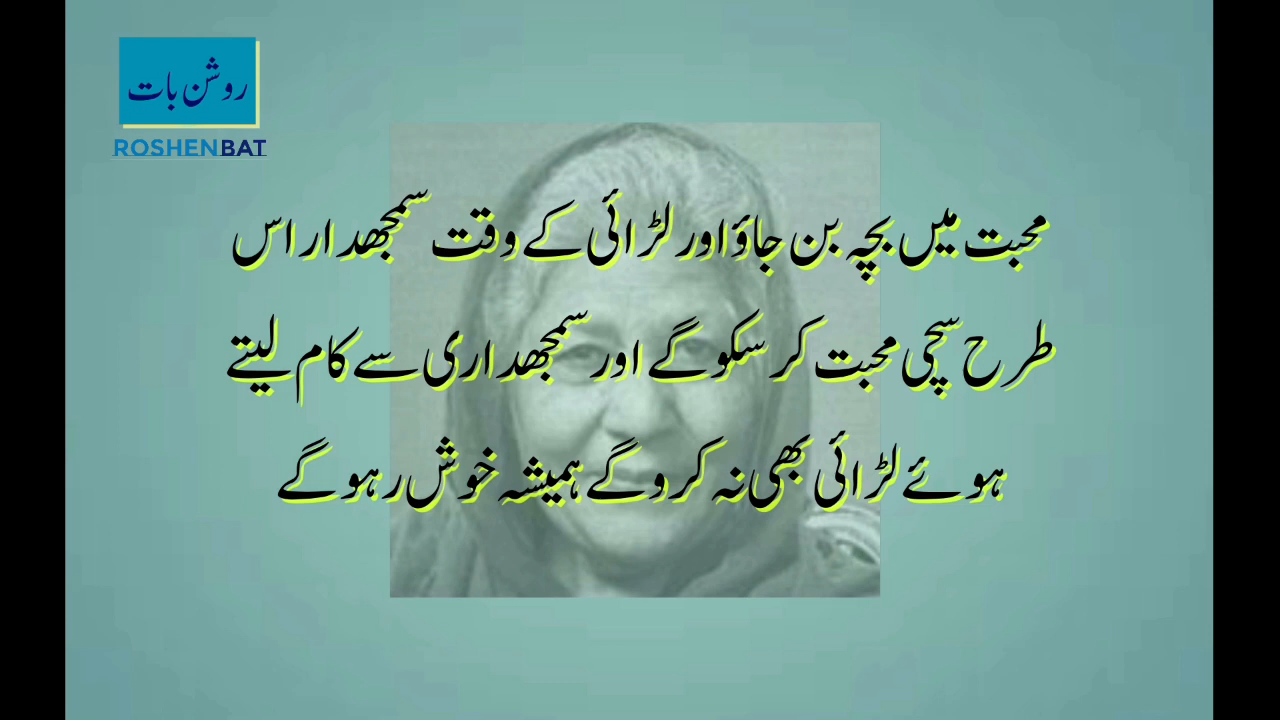 روشن بات
ROSHENBAT
محبت میں بچہ بن جاؤ اور لڑائی کے وقت سمجھدار اس
طرح سچی محبت کر سکو گے اور سمجھداری سے کام لیتے
ہوئے لڑائی بھی نہ کرو گے ہمیشہ خوش رہو گے